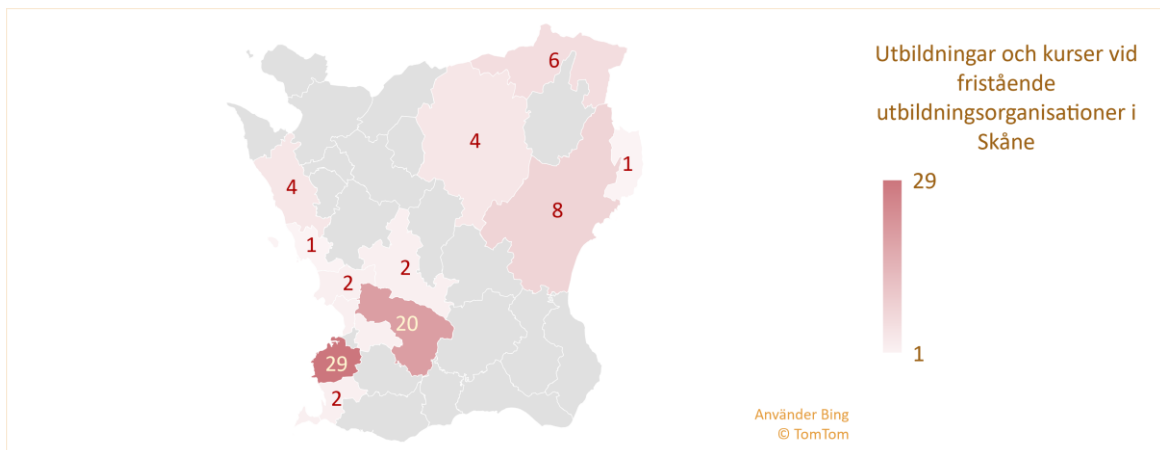 Utbildningar och kurser vid
fristående
utbildningsorganisationer i
Skåne
29
1
6
4
1
4
8
1
2
2
20
29
2
Använder Bing
© TomTom